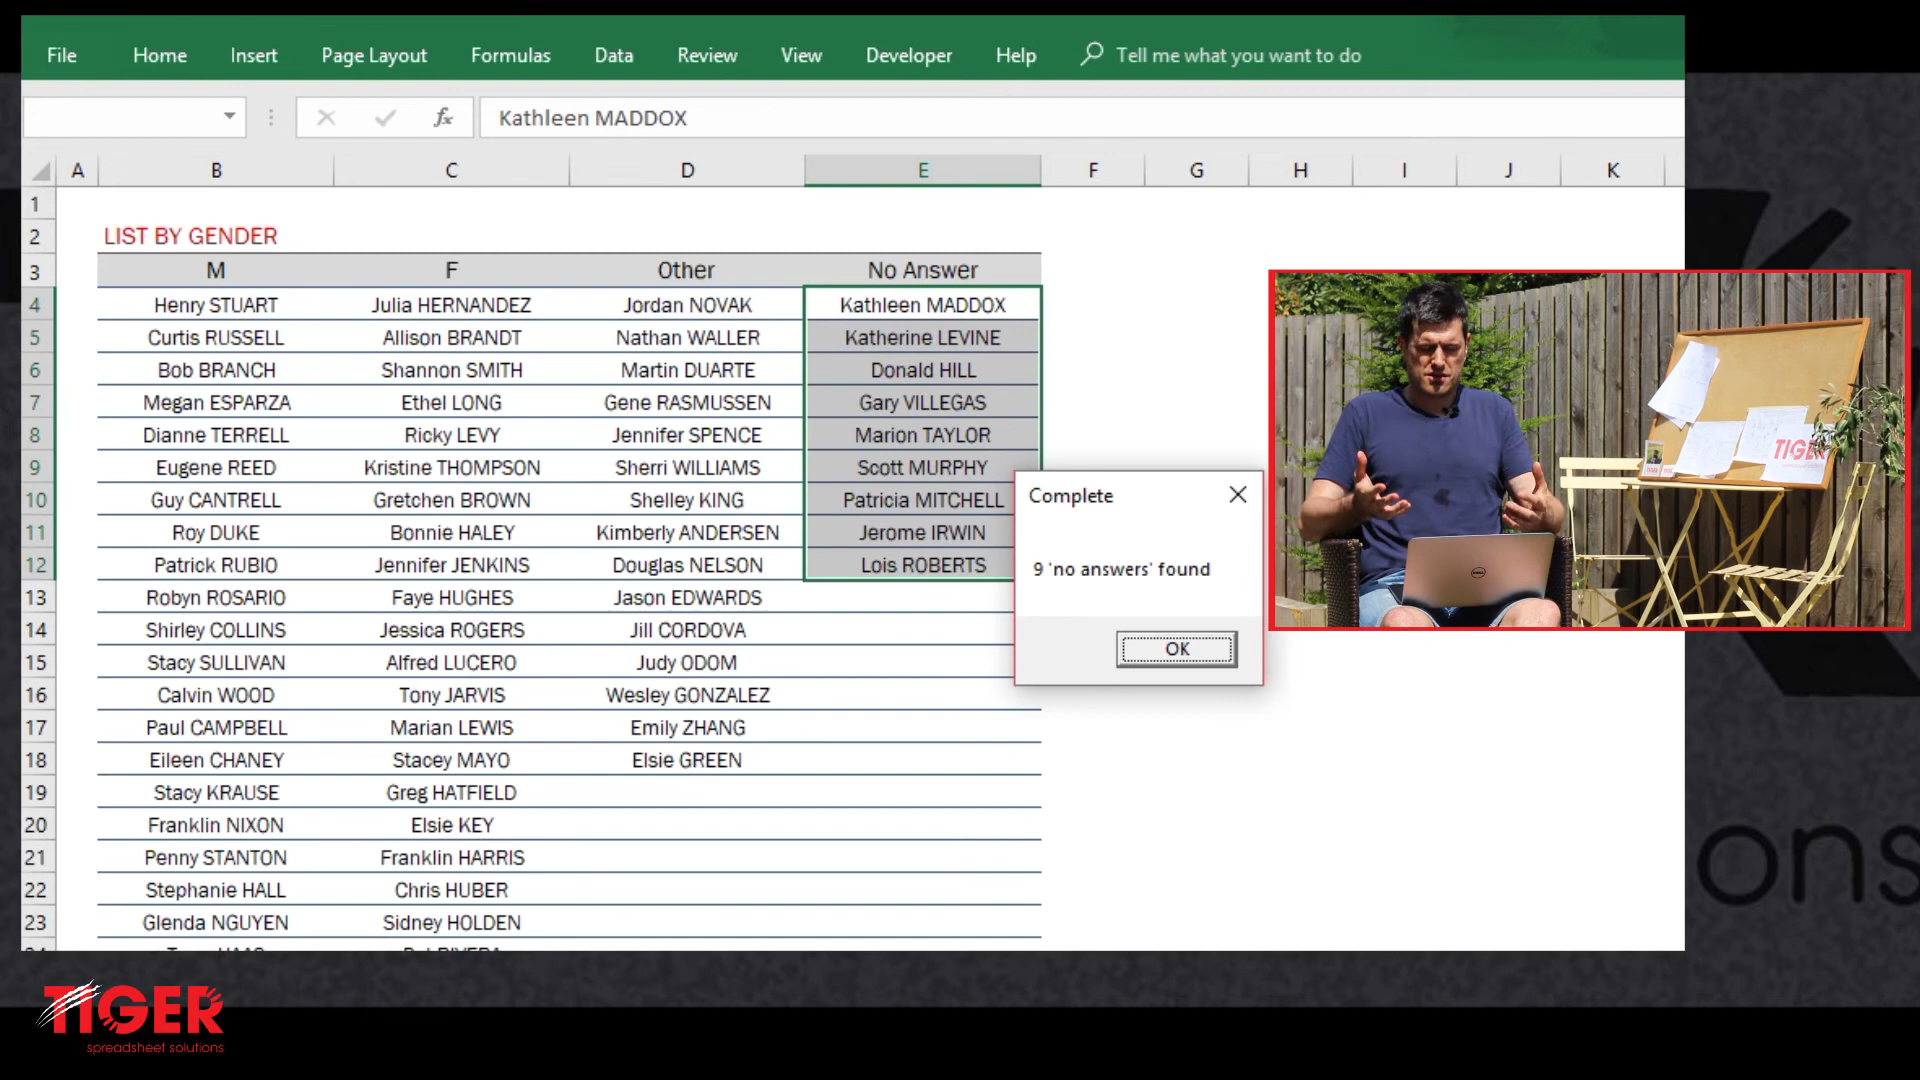 File Home Insert Page Layout Formulas Data Review View Developer Help Tell me what you want to do
fx Kathleen MADDOX
A B C D E F G H I J K
1
2 LIST BY GENDER
3 M F Other No Answer
4 Henry STUART Julia HERNANDEZ Jordan NOVAK Kathleen MADDOX
5 Curtis RUSSELL Allison BRANDT Nathan WALLER Katherine LEVINE
6 Bob BRANCH Shannon SMITH Martin DUARTE Donald HILL
7 Megan ESPARZA Ethel LONG Gene RASMUSSEN Gary VILLEGAS
8 Dianne TERRELL Ricky LEVY Jennifer SPENCE Marion TAYLOR
9 Eugene REED Kristine THOMPSON Sherri WILLIAMS Scott MURPHY
10 Guy CANTRELL Gretchen BROWN Shelley KING Patricia MITCHELL
11 Roy DUKE Bonnie HALEY Kimberly ANDERSEN Jerome IRWIN
12 Patrick RUBIO Jennifer JENKINS Douglas NELSON Lois ROBERTS
13 Robyn ROSARIO Faye HUGHES Jason EDWARDS
14 Shirley COLLINS Jessica ROGERS Jill CORDOVA
15 Stacy SULLIVAN Alfred LUCERO Judy ODOM
16 Calvin WOOD Tony JARVIS Wesley GONZALEZ
17 Paul CAMPBELL Marian LEWIS Emily ZHANG
18 Eileen CHANEY Stacey MAYO Elsie GREEN
19 Stacy KRAUSE Greg HATFIELD
20 Franklin NIXON Elsie KEY
21 Penny STANTON Franklin HARRIS
22 Stephanie HALL Chris HUBER
23 Glenda NGUYEN Sidney HOLDEN
Complete
9 'no answers' found
OK
TIGER
DELL
ons
TIGER
spreadsheet solutions